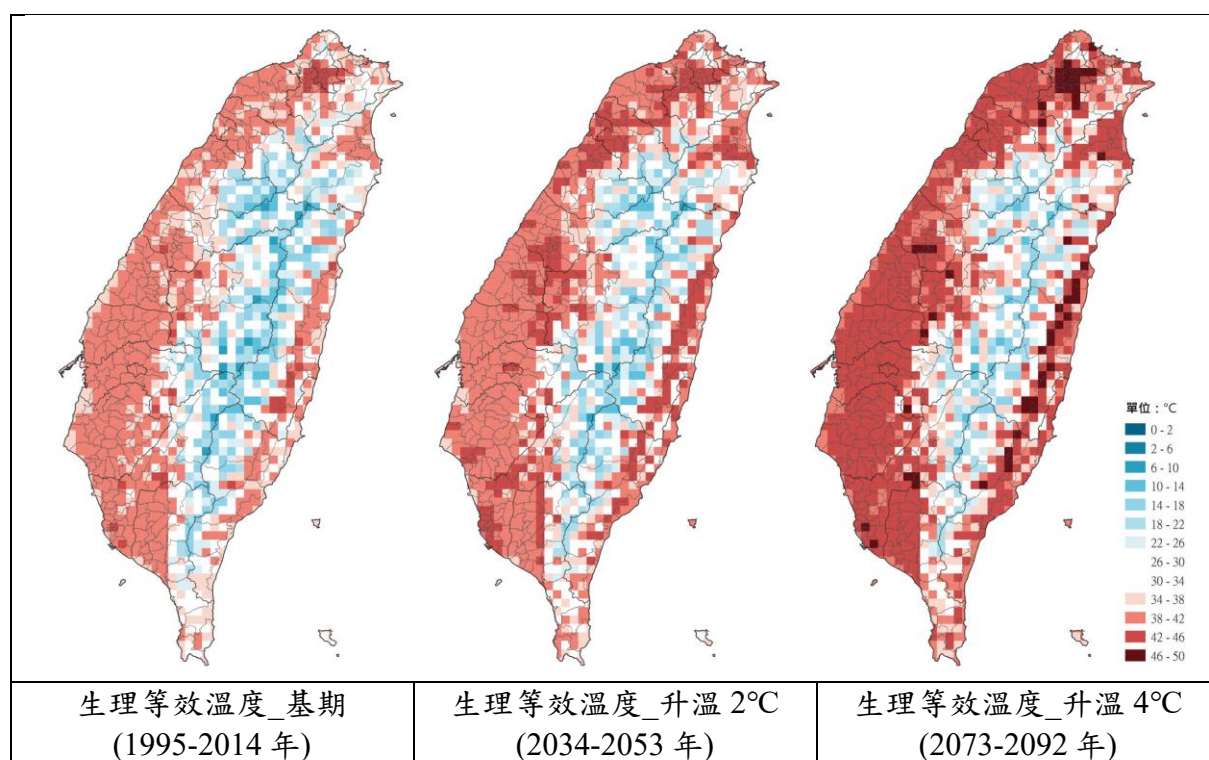 單位：°C
0 - 2
2 - 6
6 - 10
10 - 14
14 - 18
18 - 22
22 - 26
26 - 30
30 - 34
34 - 38
38 - 42
42 - 46
46 - 50
生理等效溫度_基期
(1995-2014 年)
生理等效溫度_升溫 2°C
(2034-2053 年)
生理等效溫度_升溫 4°C
(2073-2092 年)